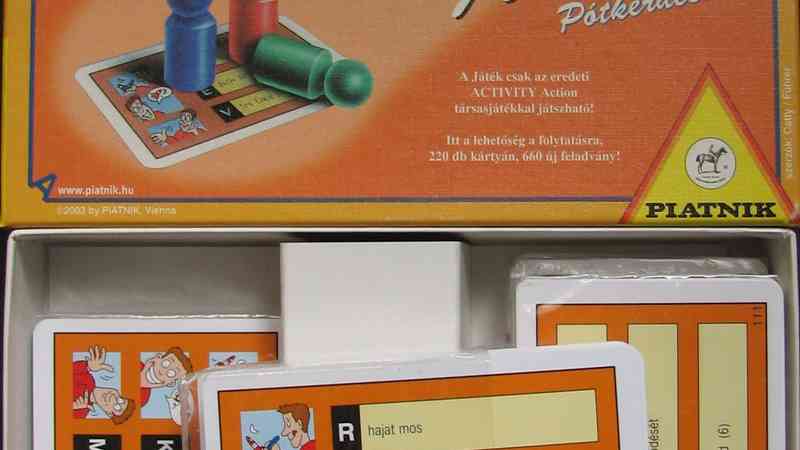 Pótkerdés
A Játék csak az eredeti
ACTIVITY Action
társasjátékkal játszható!
Itt a lehetőség a folytatásra,
220 db kártyán, 660 új feladvány!
www.piatnik.hu
©2003 by PIATNIK, Vienna
PIATNIK
szerzők: Catty / Führer
M
K
R hajat mos
111
d (6)